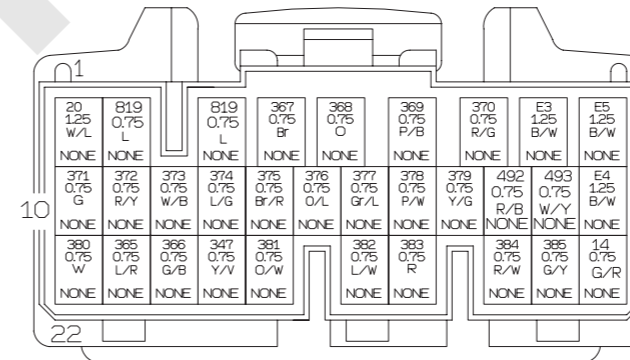 1
20 819 819 367 368 369 370 E3 E5
1.25 0.75 0.75 0.75 0.75 0.75 0.75 1.25 1.25
W/L L L Br O P/B R/G B/W B/W
NONE NONE NONE NONE NONE NONE NONE NONE NONE
10
371 372 373 374 375 376 377 378 379 492 493 E4
0.75 0.75 0.75 0.75 0.75 0.75 0.75 0.75 0.75 0.75 0.75 1.25
G R/Y W/B L/G Br/R O/L Gr/L P/W Y/G R/B W/Y B/W
NONE NONE NONE NONE NONE NONE NONE NONE NONE NONE NONE NONE
380 365 366 347 381 382 383 384 385 14
0.75 0.75 0.75 0.75 0.75 0.75 0.75 0.75 0.75 0.75
W L/R G/B Y/V O/W L/W R R/W G/Y G/R
NONE NONE NONE NONE NONE NONE NONE NONE NONE NONE
22